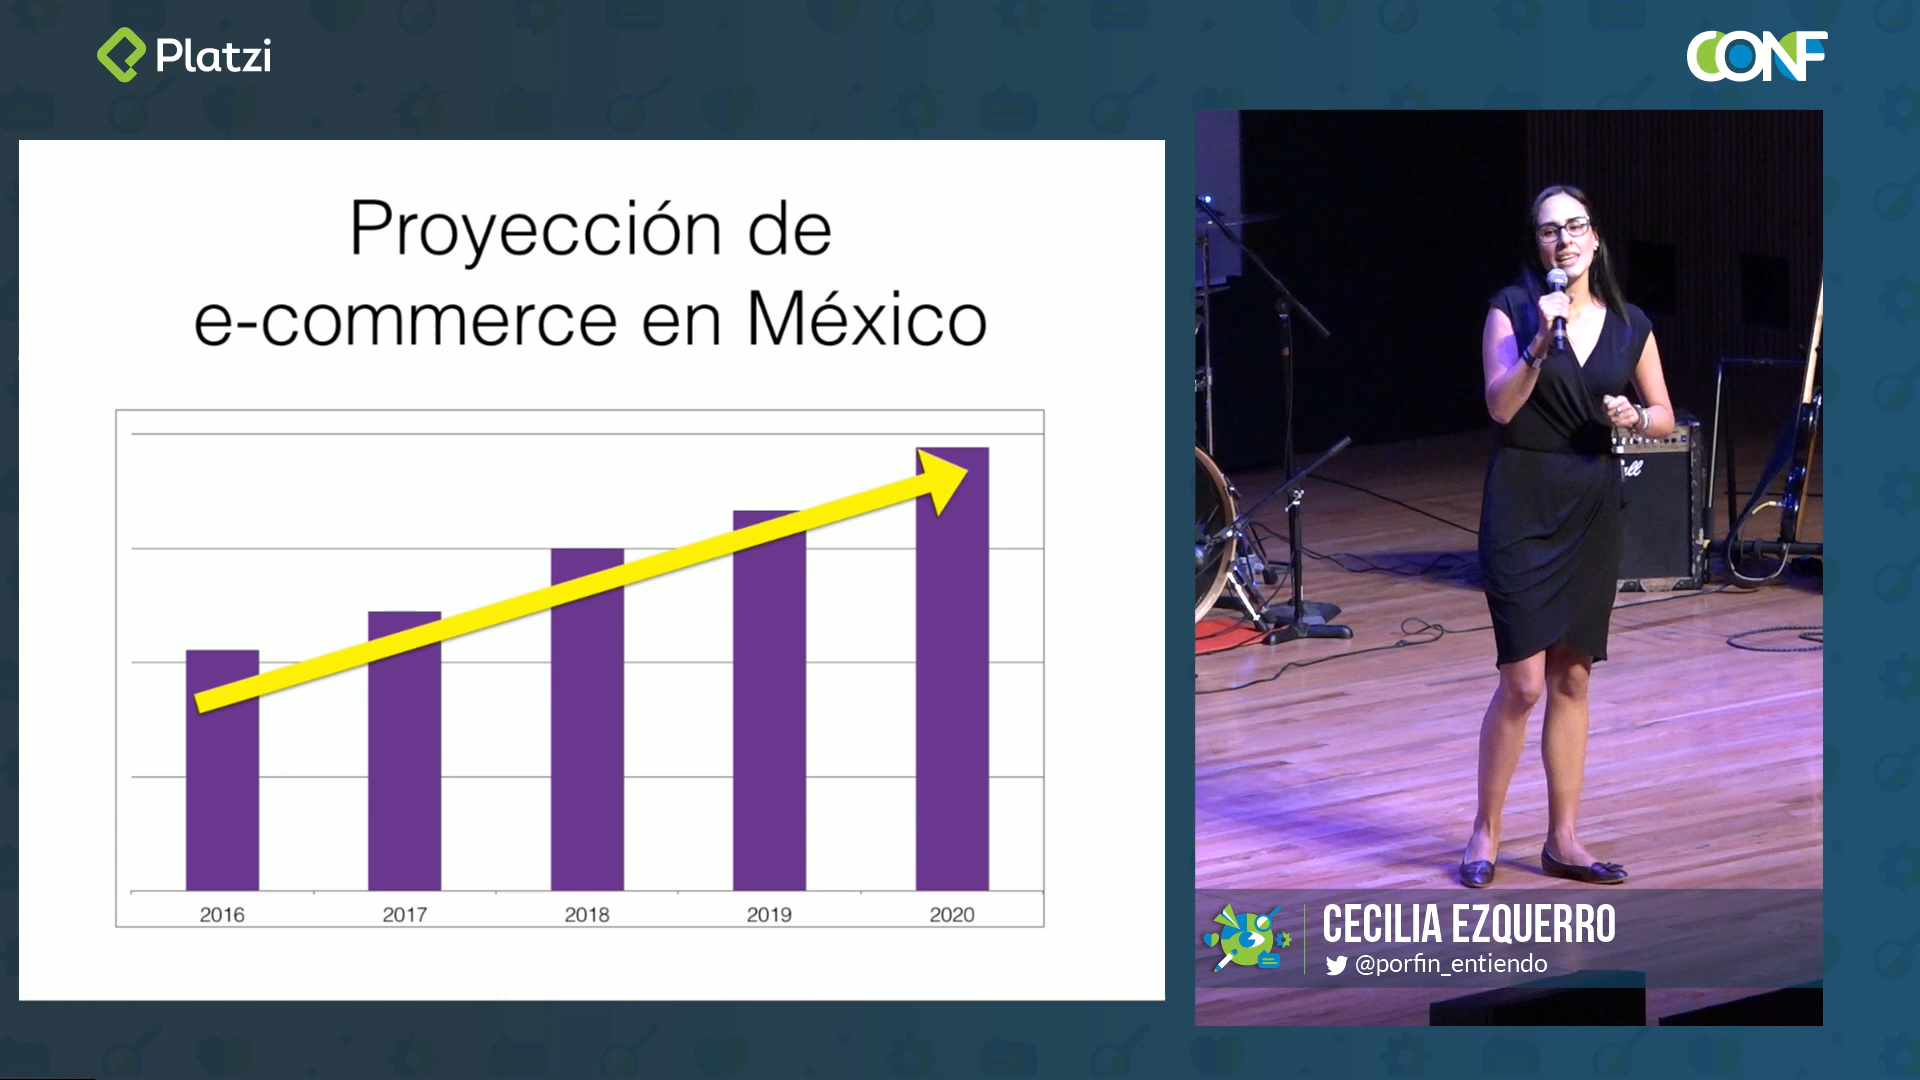 Platzi
CONF
Proyección de
e-commerce en México
2016
2017
2018
2019
2020
CECILIA EZQUERRO
@porfin_entiendo